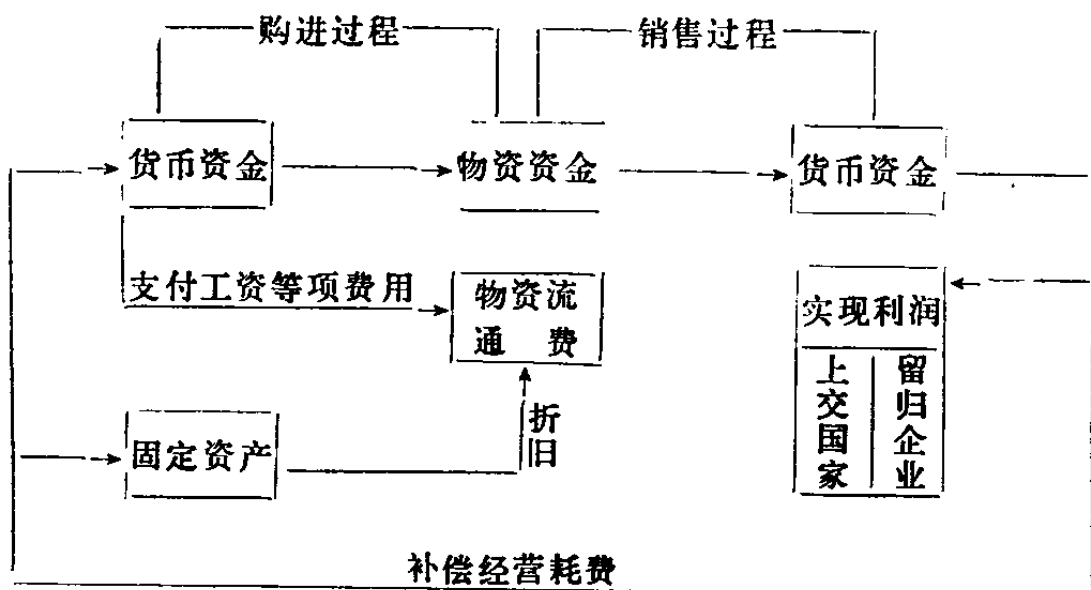 购进过程
销售过程
货币资金
物资资金
货币资金
支付工资等项费用
物资流
通 费
实现利润
上交国家
留归企业
折旧
固定资产
补偿经营耗费